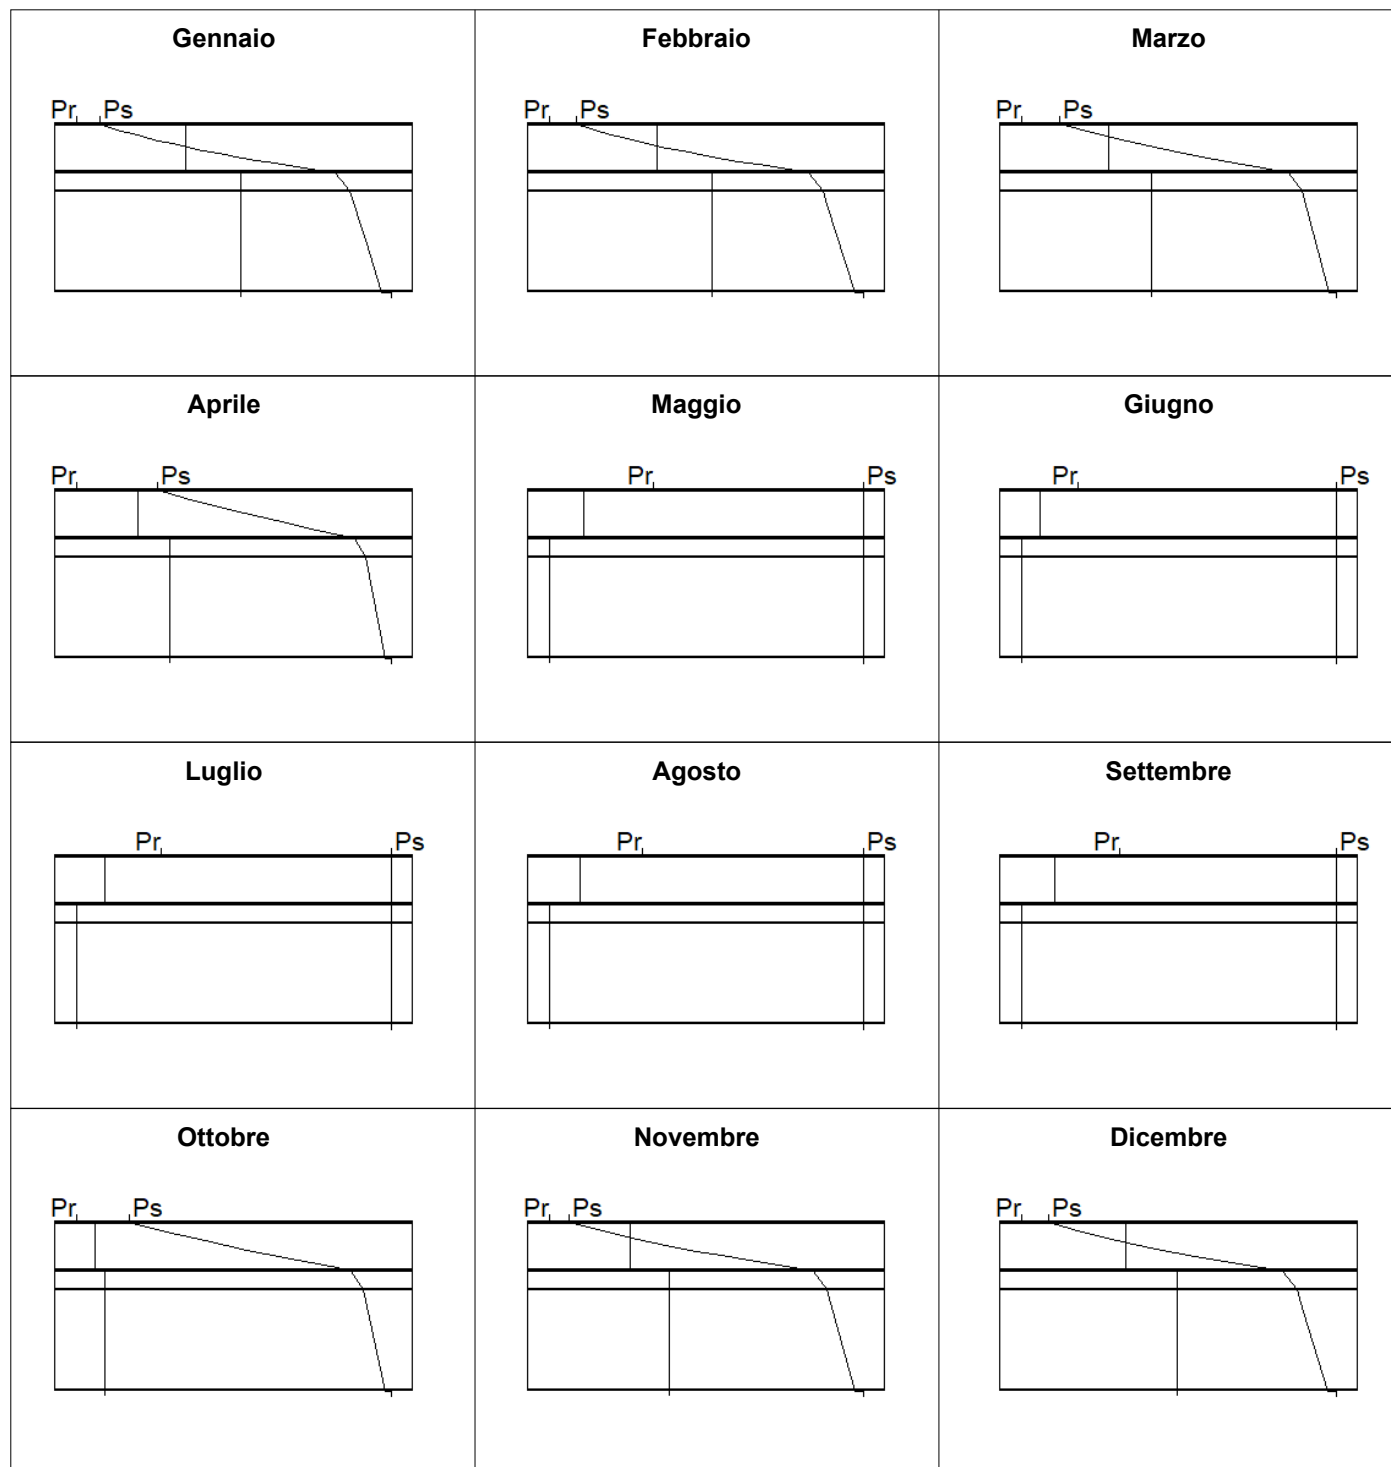 Gennaio Febbraio Marzo
Pr Ps Pr Ps Pr Ps
Aprile Maggio Giugno
Pr Ps Pr Ps Pr Ps
Luglio Agosto Settembre
Pr Ps Pr Ps Pr Ps
Ottobre Novembre Dicembre
Pr Ps Pr Ps Pr Ps